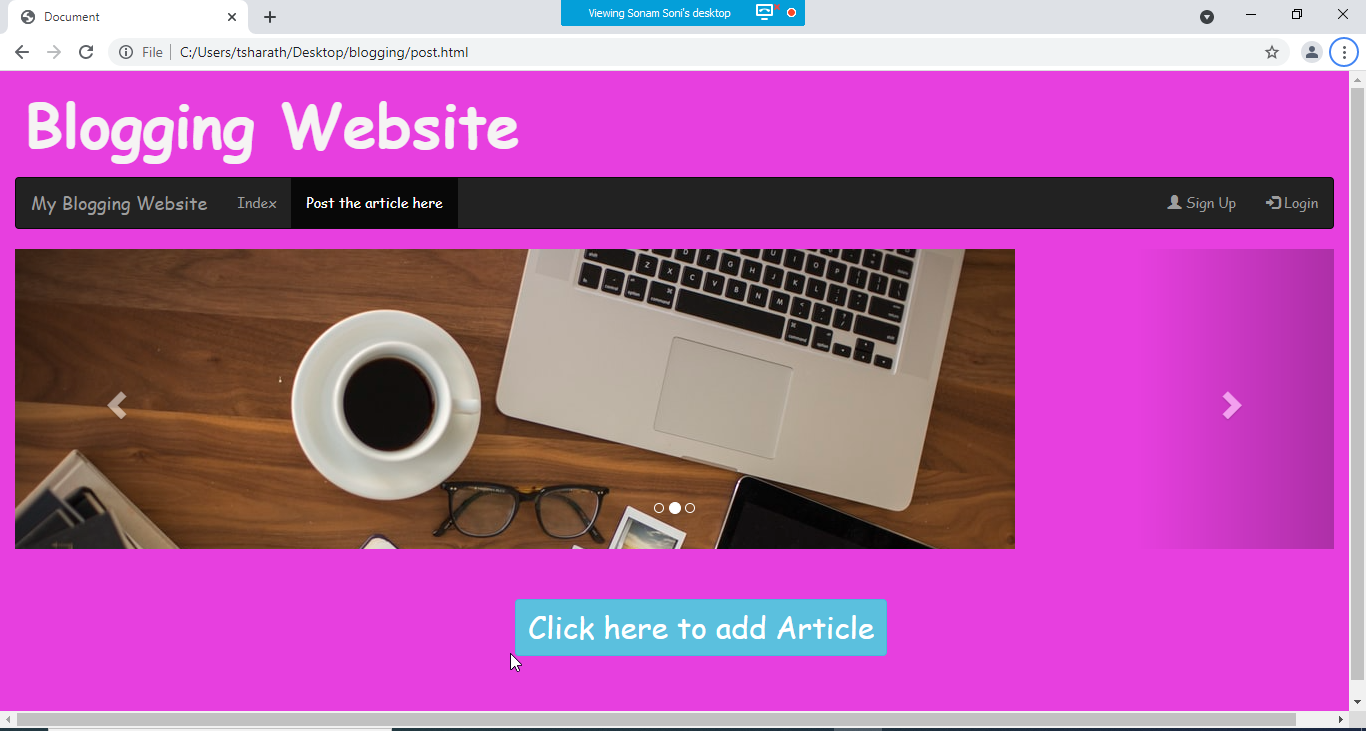 Document
Viewing Sonam Soni's desktop
File
C:/Users/tsharath/Desktop/blogging/post.html
Blogging Website
My Blogging Website
Index
Post the article here
Sign Up
Login
Click here to add Article